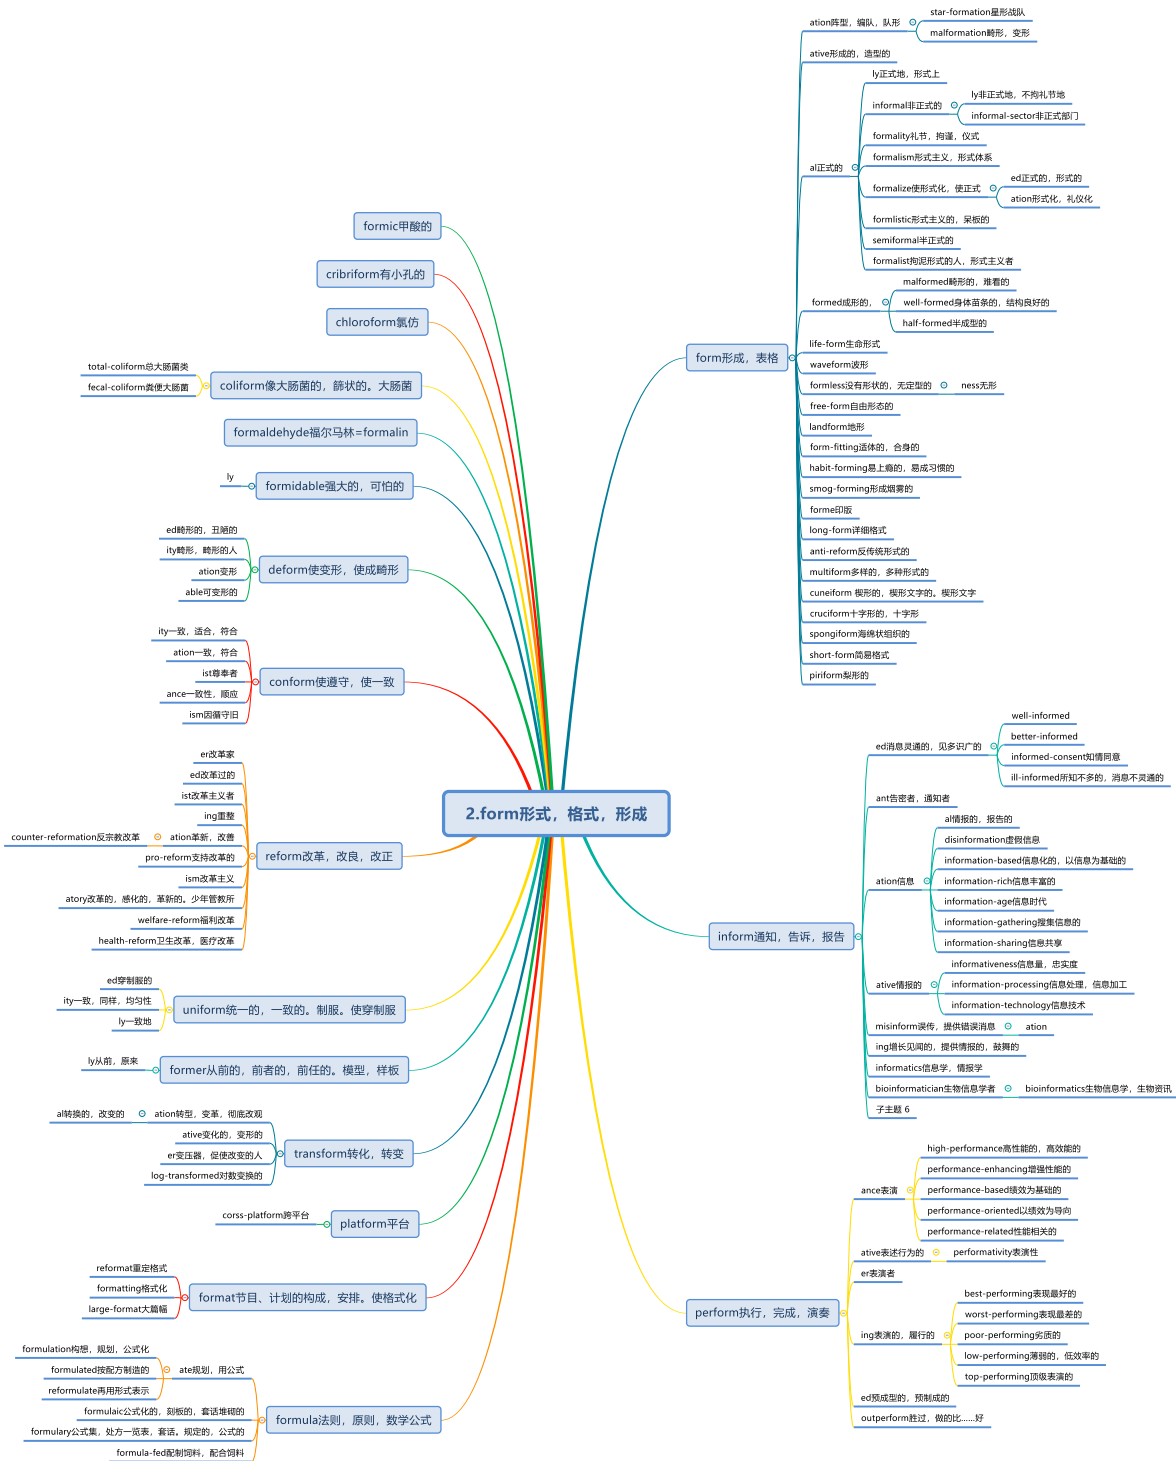 2.form形式，格式，形成
form形成，表格
ation阵型，编队，队形
star-formation星形战队
malformation畸形，变形
ative形成的，造型的
al正式的
ly正式地，形式上
informal非正式的
ly非正式地，不拘礼节地
informal-sector非正式部门
formality礼节，拘谨，仪式
formalism形式主义，形式体系
formalize使形式化，使正式
ed正式的，形式的
ation形式化，礼仪化
formlistic形式主义的，呆板的
semiformal半正式的
formalist拘泥形式的人，形式主义者
formed成形的，
malformed畸形的，难看的
well-formed身体苗条的，结构良好的
half-formed半成型的
life-form生命形式
waveform波形
formless没有形状的，无定型的
ness无形
free-form自由形态的
landform地形
form-fitting适体的，合身的
habit-forming易上瘾的，易成习惯的
smog-forming形成烟雾的
forme印版
long-form详细格式
anti-reform反传统形式的
multiform多样的，多种形式的
cuneiform 楔形的，楔形文字的。楔形文字
cruciform十字形的，十字形
spongiform海绵状组织的
short-form简易格式
piriform梨形的
inform通知，告诉，报告
ed消息灵通的，见多识广的
well-informed
better-informed
informed-consent知情同意
ill-informed所知不多的，消息不灵通的
ant告密者，通知者
ation信息
al情报的，报告的
disinformation虚假信息
information-based信息化的，以信息为基础的
information-rich信息丰富的
information-age信息时代
information-gathering搜集信息的
information-sharing信息共享
ative情报的
informativeness信息量，忠实度
information-processing信息处理，信息加工
information-technology信息技术
misinform误传，提供错误消息
ation
ing增长见闻的，提供情报的，鼓舞的
informatics信息学，情报学
bioinformatician生物信息学者
bioinformatics生物信息学，生物资讯
子主题 6
perform执行，完成，演奏
ance表演
high-performance高性能的，高效能的
performance-enhancing增强性能的
performance-based绩效为基础的
performance-oriented以绩效为导向
performance-related性能相关的
ative表述行为的
performativity表演性
er表演者
ing表演的，履行的
best-performing表现最好的
worst-performing表现最差的
poor-performing劣质的
low-performing薄弱的，低效率的
top-performing顶级表演的
ed预成型的，预制成的
outperform胜过，做的比……好
formic甲酸的
cribriform有小孔的
chloroform氯仿
coliform像大肠菌的，篩状的。大肠菌
total-coliform总大肠菌类
fecal-coliform粪便大肠菌
formaldehyde福尔马林=formalin
formidable强大的，可怕的
ly
deform使变形，使成畸形
ed畸形的，丑陋的
ity畸形，畸形的人
ation变形
able可变形的
conform使遵守，使一致
ity一致，适合，符合
ation一致，符合
ist尊奉者
ance一致性，顺应
ism因循守旧
reform改革，改良，改正
er改革家
ed改革过的
ist改革主义者
ing重整
ation革新，改善
counter-reformation反宗教改革
pro-reform支持改革的
ism改革主义
atory改革的，感化的，革新的。少年管教所
welfare-reform福利改革
health-reform卫生改革，医疗改革
uniform统一的，一致的。制服。使穿制服
ed穿制服的
ity一致，同样，均匀性
ly一致地
former从前的，前者的，前任的。模型，样板
ly从前，原来
transform转化，转变
ation转型，变革，彻底改观
al转换的，改变的
ative变化的，变形的
er变压器，促使改变的人
log-transformed对数变换的
platform平台
corss-platform跨平台
format节目、计划的构成，安排。使格式化
reformat重定格式
formatting格式化
large-format大篇幅
formula法则，原则，数学公式
ate规划，用公式
formulation构想，规划，公式化
formulated按配方制造的
reformulate再用形式表示
formulaic公式化的，刻板的，套话堆砌的
formulary公式集，处方一览表，套话。规定的，公式的
formula-fed配制饲料，配合饲料